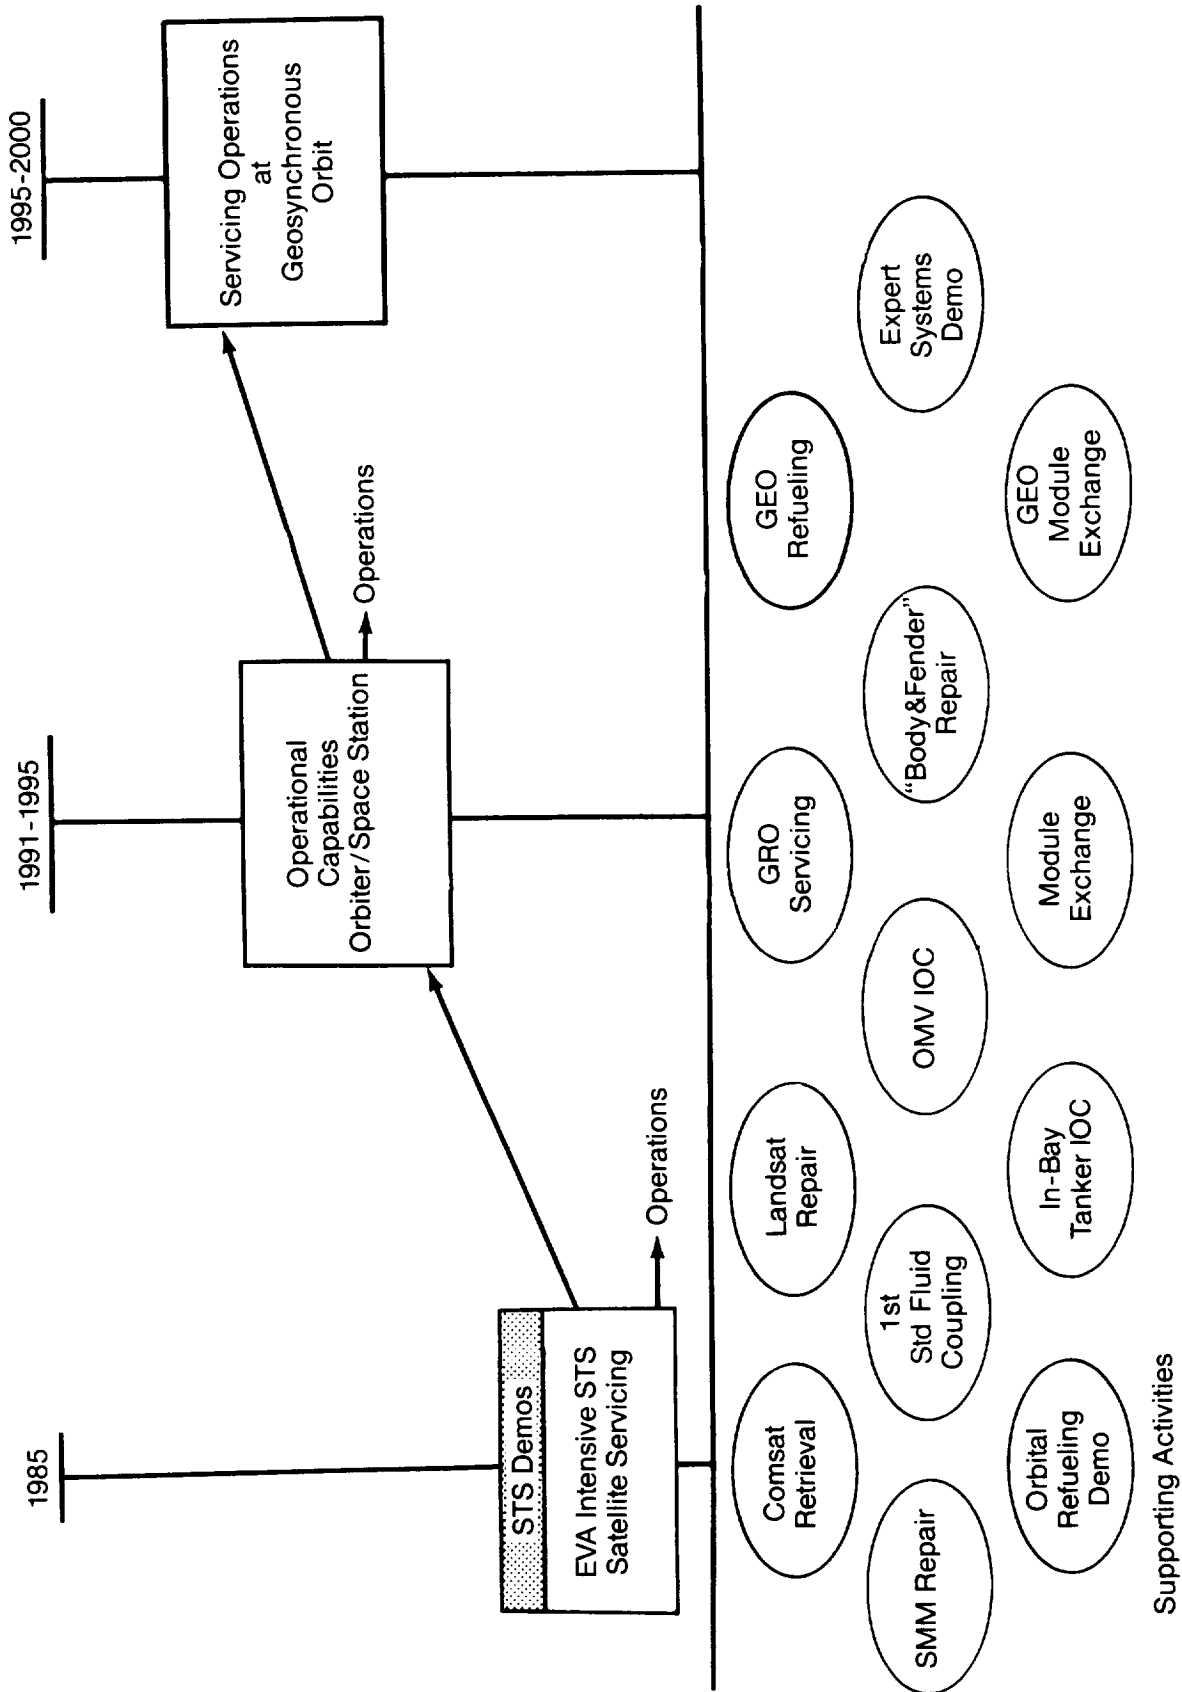 1985
1991-1995
1995-2000
STS Demos
EVA Intensive STS
Satellite Servicing
Operations
Operational
Capabilities
Orbiter/Space Station
Operations
Servicing Operations
at
Geosynchronous
Orbit
Comsat
Retrieval
Landsat
Repair
GRO
Servicing
GEO
Refueling
SMM Repair
1st
Std Fluid
Coupling
OMV IOC
"Body&Fender"
Repair
Expert
Systems
Demo
Orbital
Refueling
Demo
In-Bay
Tanker IOC
Module
Exchange
GEO
Module
Exchange
Supporting Activities